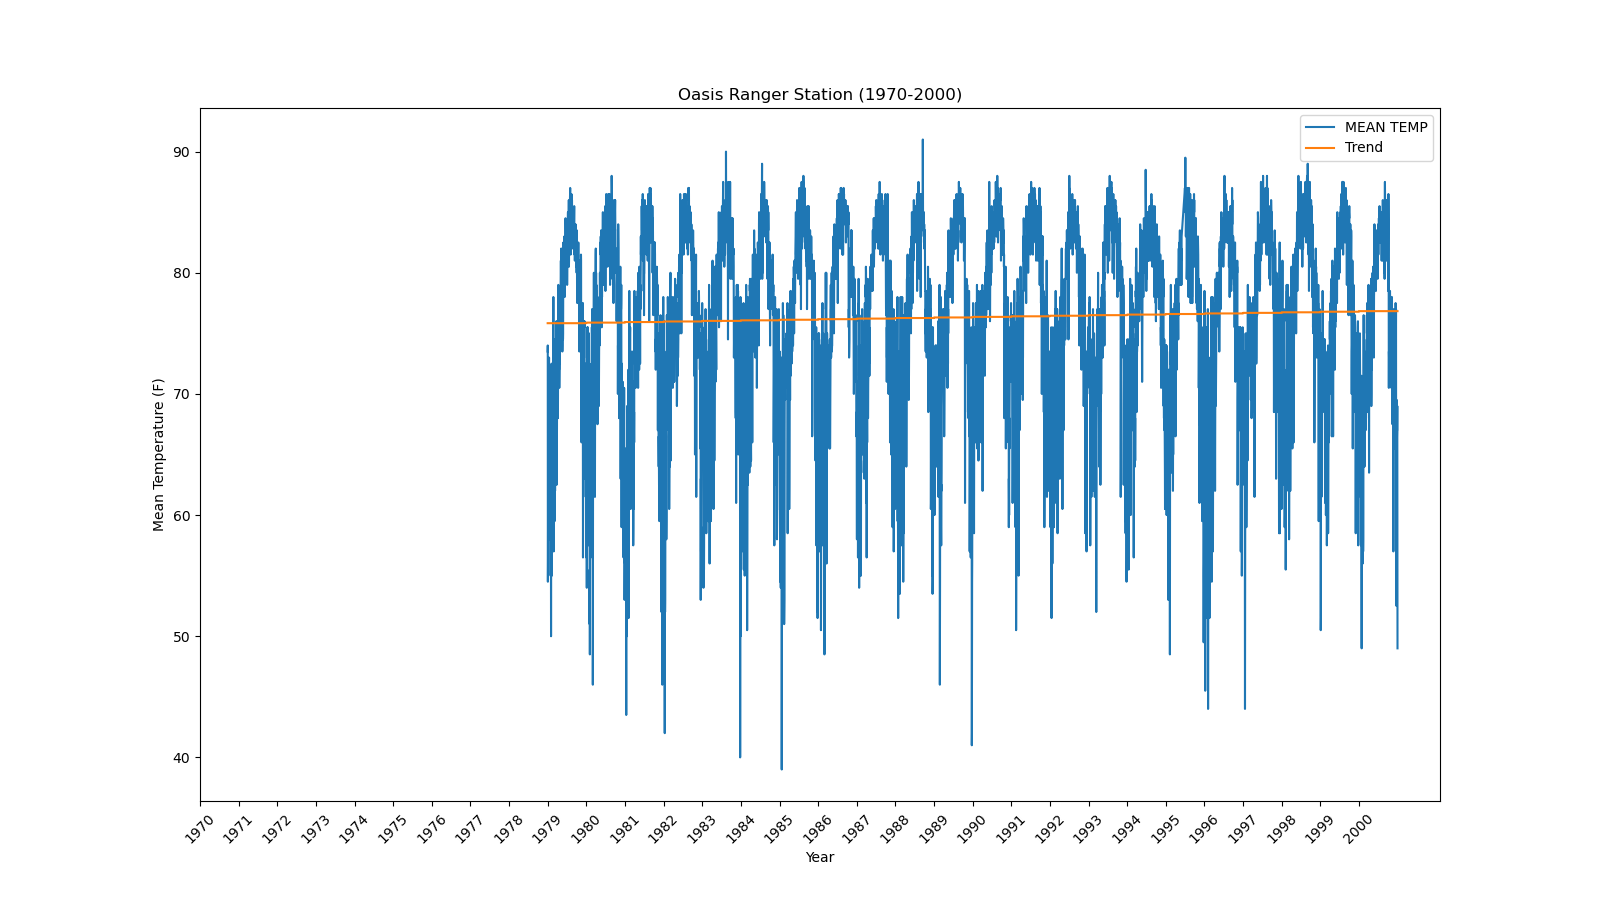 Oasis Ranger Station (1970-2000)
MEAN TEMP
Trend
90
80
70
60
50
40
Mean Temperature (F)
1970 1971 1972 1973 1974 1975 1976 1977 1978 1979 1980 1981 1982 1983 1984 1985 1986 1987 1988 1989 1990 1991 1992 1993 1994 1995 1996 1997 1998 1999 2000
Year